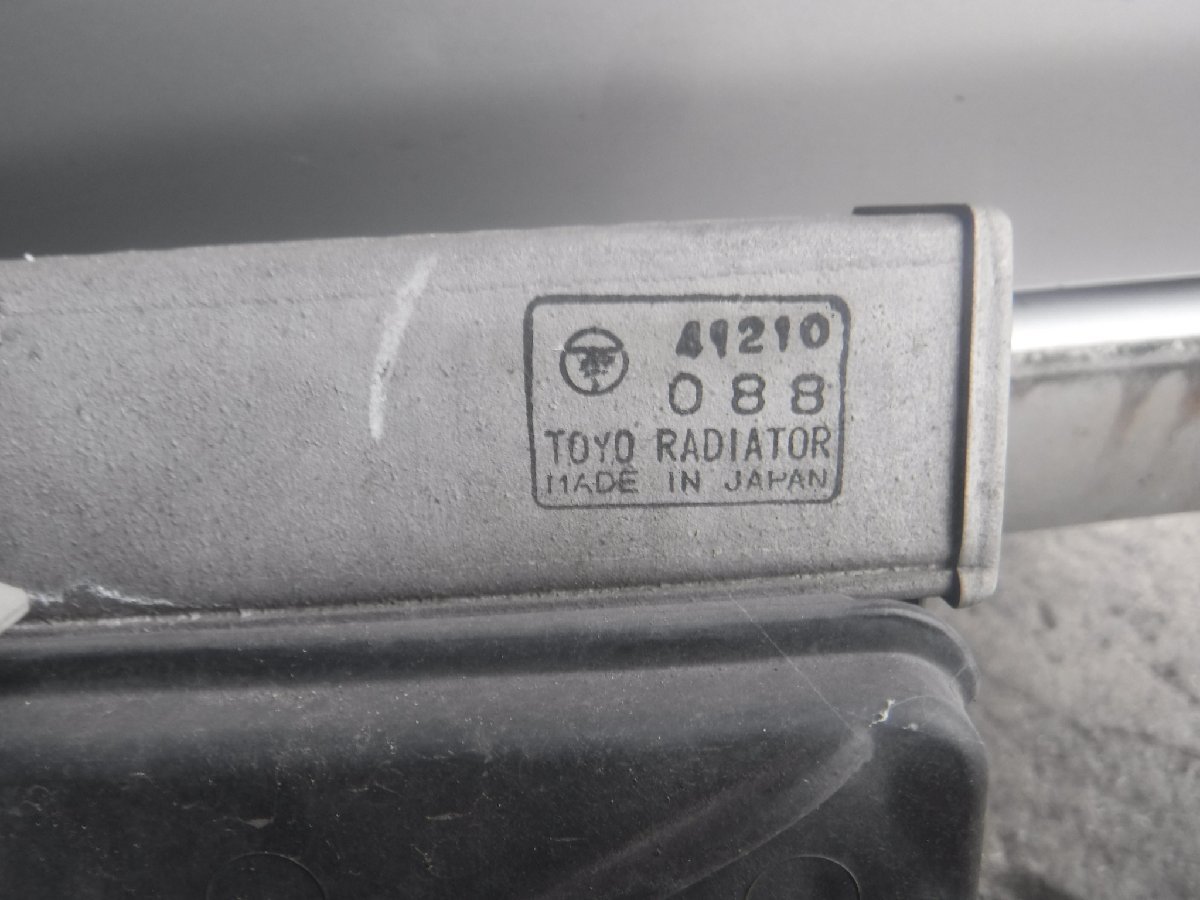 41210
088
TOYO RADIATOR
MADE IN JAPAN